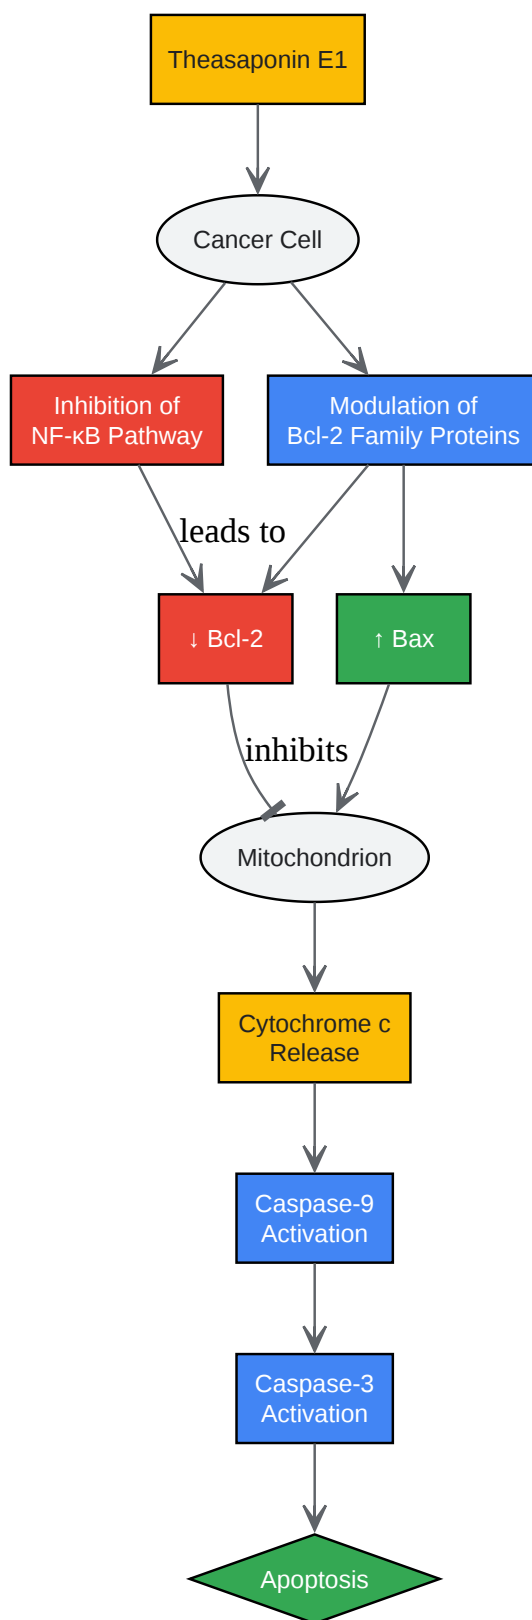 Theasaponin E1
Cancer Cell
Inhibition of
NF-κB Pathway
Modulation of
Bcl-2 Family Proteins
leads to
↓ Bcl-2
↑ Bax
inhibits
Mitochondrion
Cytochrome c
Release
Caspase-9
Activation
Caspase-3
Activation
Apoptosis